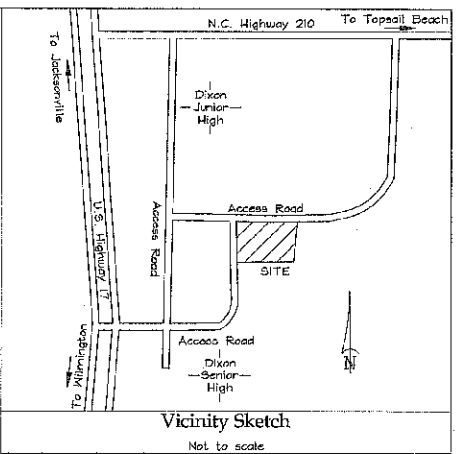 N.C. Highway 210
To Topsail Beach
To Jacksonville
Dixon
Junior
High
Access Road
Access Road
U.S. Highway 17
SITE
Access Road
Dixon
Senior
High
N
To Wilmington
Vicinity Sketch
Not to scale